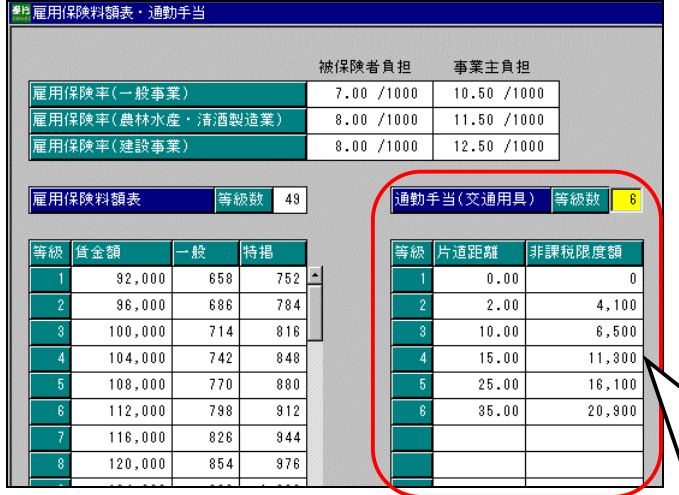 雇用保険料額表・通勤手当
被保険者負担 事業主負担
雇用保険率(一般事業) 7.00 /1000 10.50 /1000
雇用保険率(農林水産・清酒製造業) 8.00 /1000 11.50 /1000
雇用保険率(建設事業) 8.00 /1000 12.50 /1000
雇用保険料額表 等級数 49
等級 賃金額 一般 特掲
1 92,000 658 752
2 96,000 686 784
3 100,000 714 816
4 104,000 742 848
5 108,000 770 880
6 112,000 798 912
7 116,000 826 944
8 120,000 854 976
通勤手当(交通用具) 等級数 6
等級 片道距離 非課税限度額
1 0.00 0
2 2.00 4,100
3 10.00 6,500
4 15.00 11,300
5 25.00 16,100
6 35.00 20,900